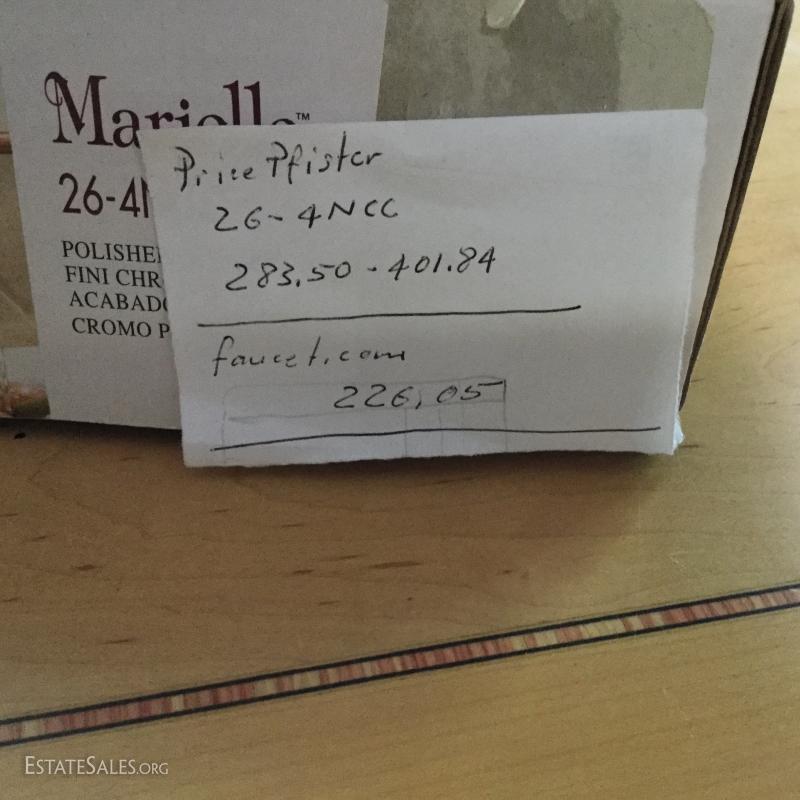 Marielle™
26-4N
POLISHE
FINI CHR
ACABADO
CROMO P
Price Pfister
26-4NCC
283.50-401.84
faucet.com
226,05
ESTATESALES.ORG